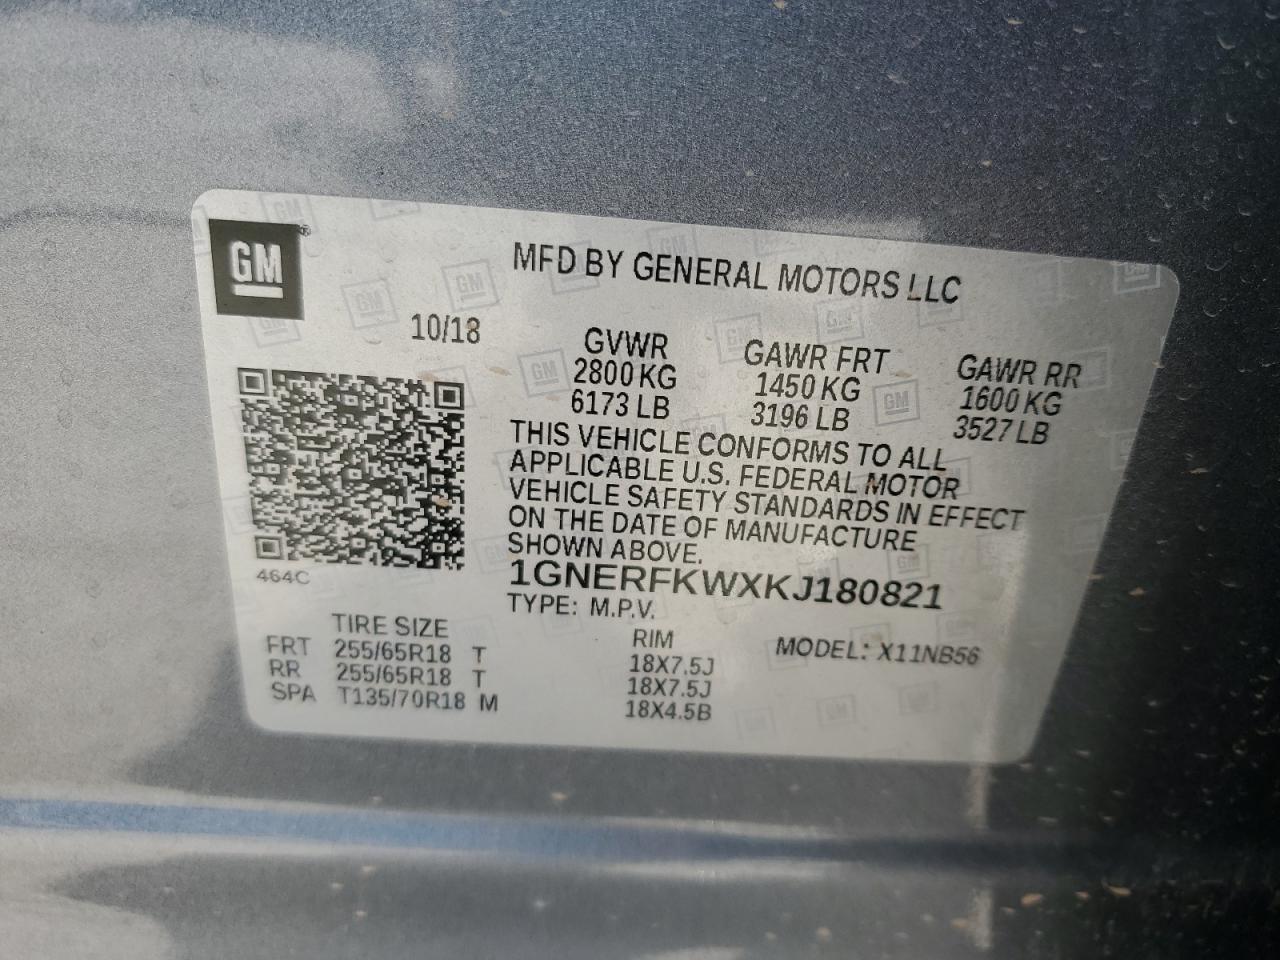 GM
MFD BY GENERAL MOTORS LLC
10/18
GVWR GAWR FRT GAWR RR
2800 KG 1450 KG 1600 KG
6173 LB 3196 LB 3527 LB
THIS VEHICLE CONFORMS TO ALL
APPLICABLE U.S. FEDERAL MOTOR
VEHICLE SAFETY STANDARDS IN EFFECT
ON THE DATE OF MANUFACTURE
SHOWN ABOVE.
464C
1GNERFKWXKJ180821
TYPE: M.P.V.
TIRE SIZE RIM MODEL: X11NB56
FRT 255/65R18 T 18X7.5J
RR 255/65R18 T 18X7.5J
SPA T135/70R18 M 18X4.5B